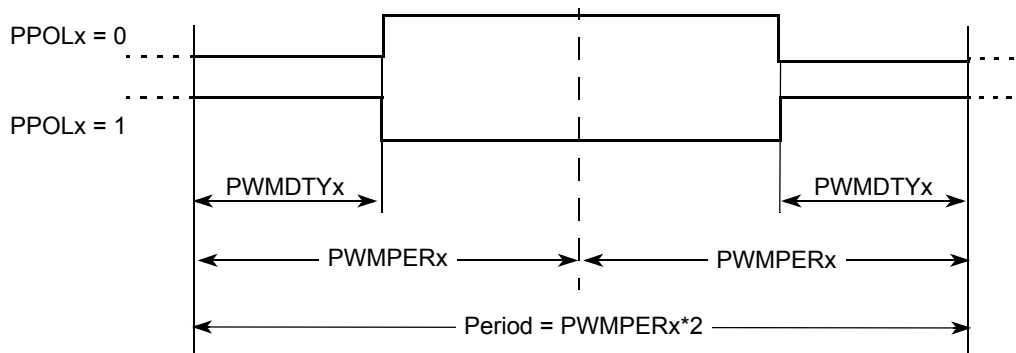 PPOLx = 0
PPOLx = 1
PWMDTYx PWMDTYx
PWMPERx PWMPERx
Period = PWMPERx*2